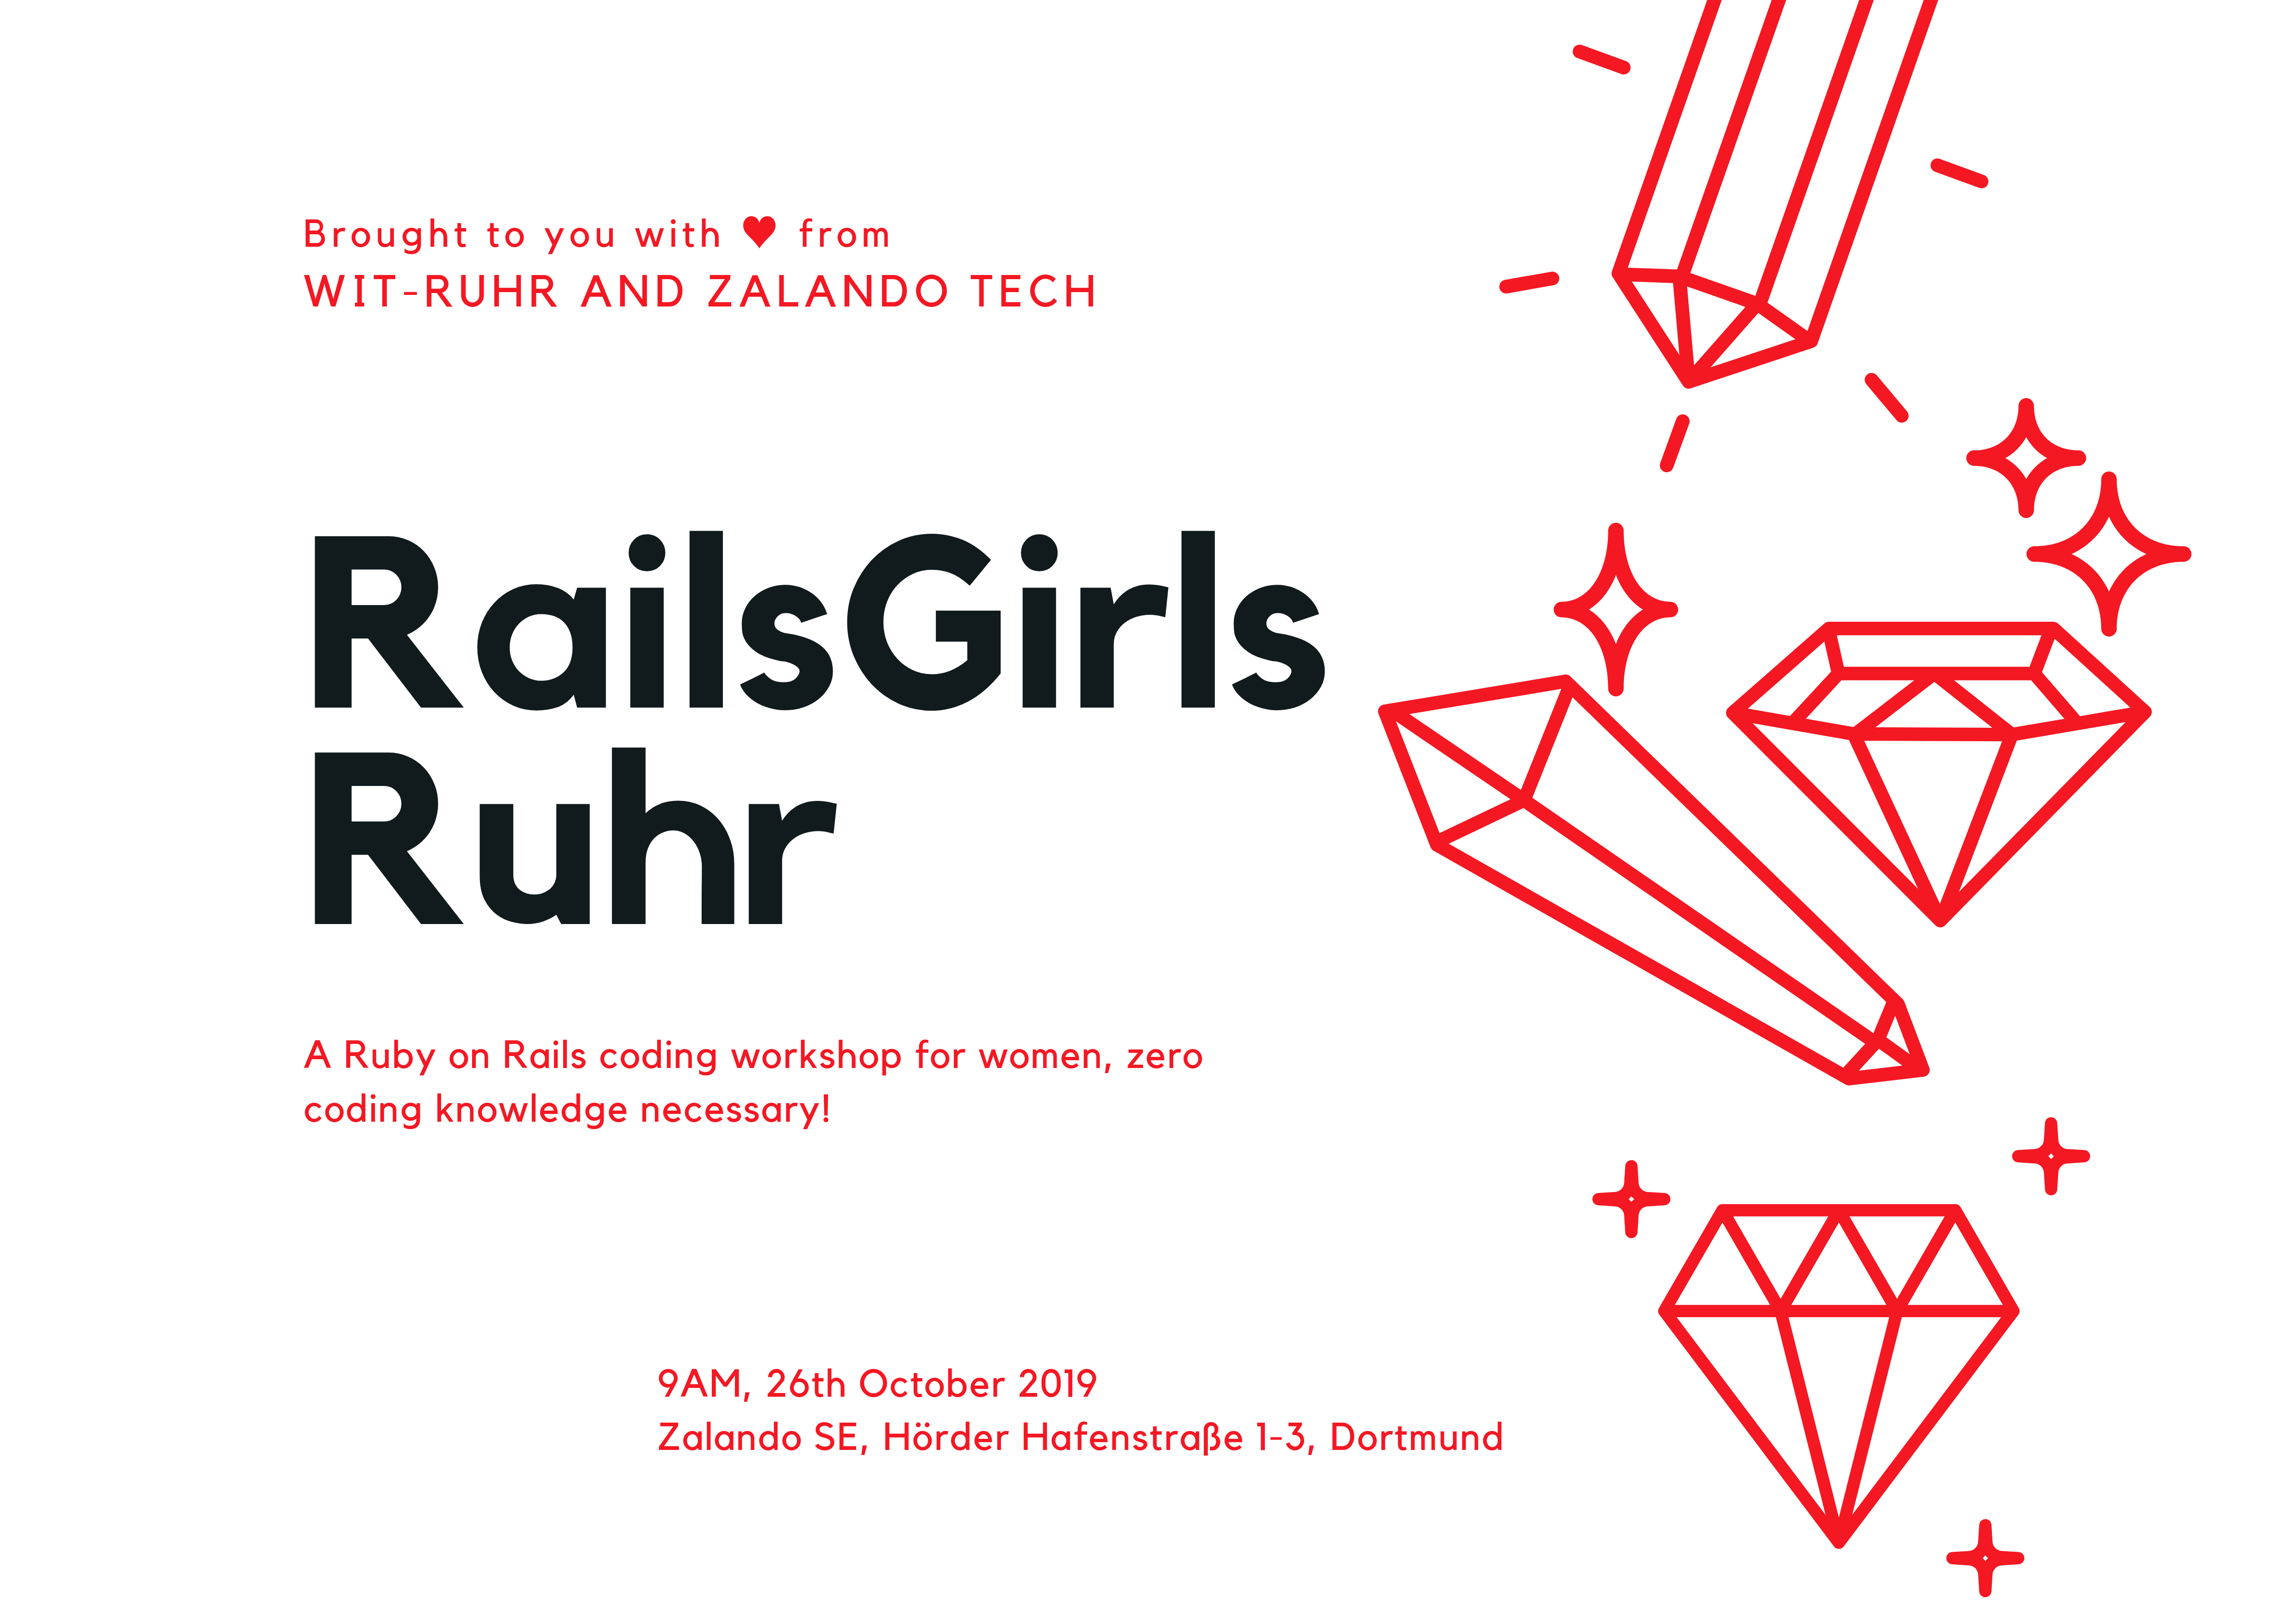 Brought to you with ♥ from
WIT-RUHR AND ZALANDO TECH
RailsGirls
Ruhr
A Ruby on Rails coding workshop for women, zero
coding knowledge necessary!
9AM, 26th October 2019
Zalando SE, Hörder Hafenstraße 1-3, Dortmund